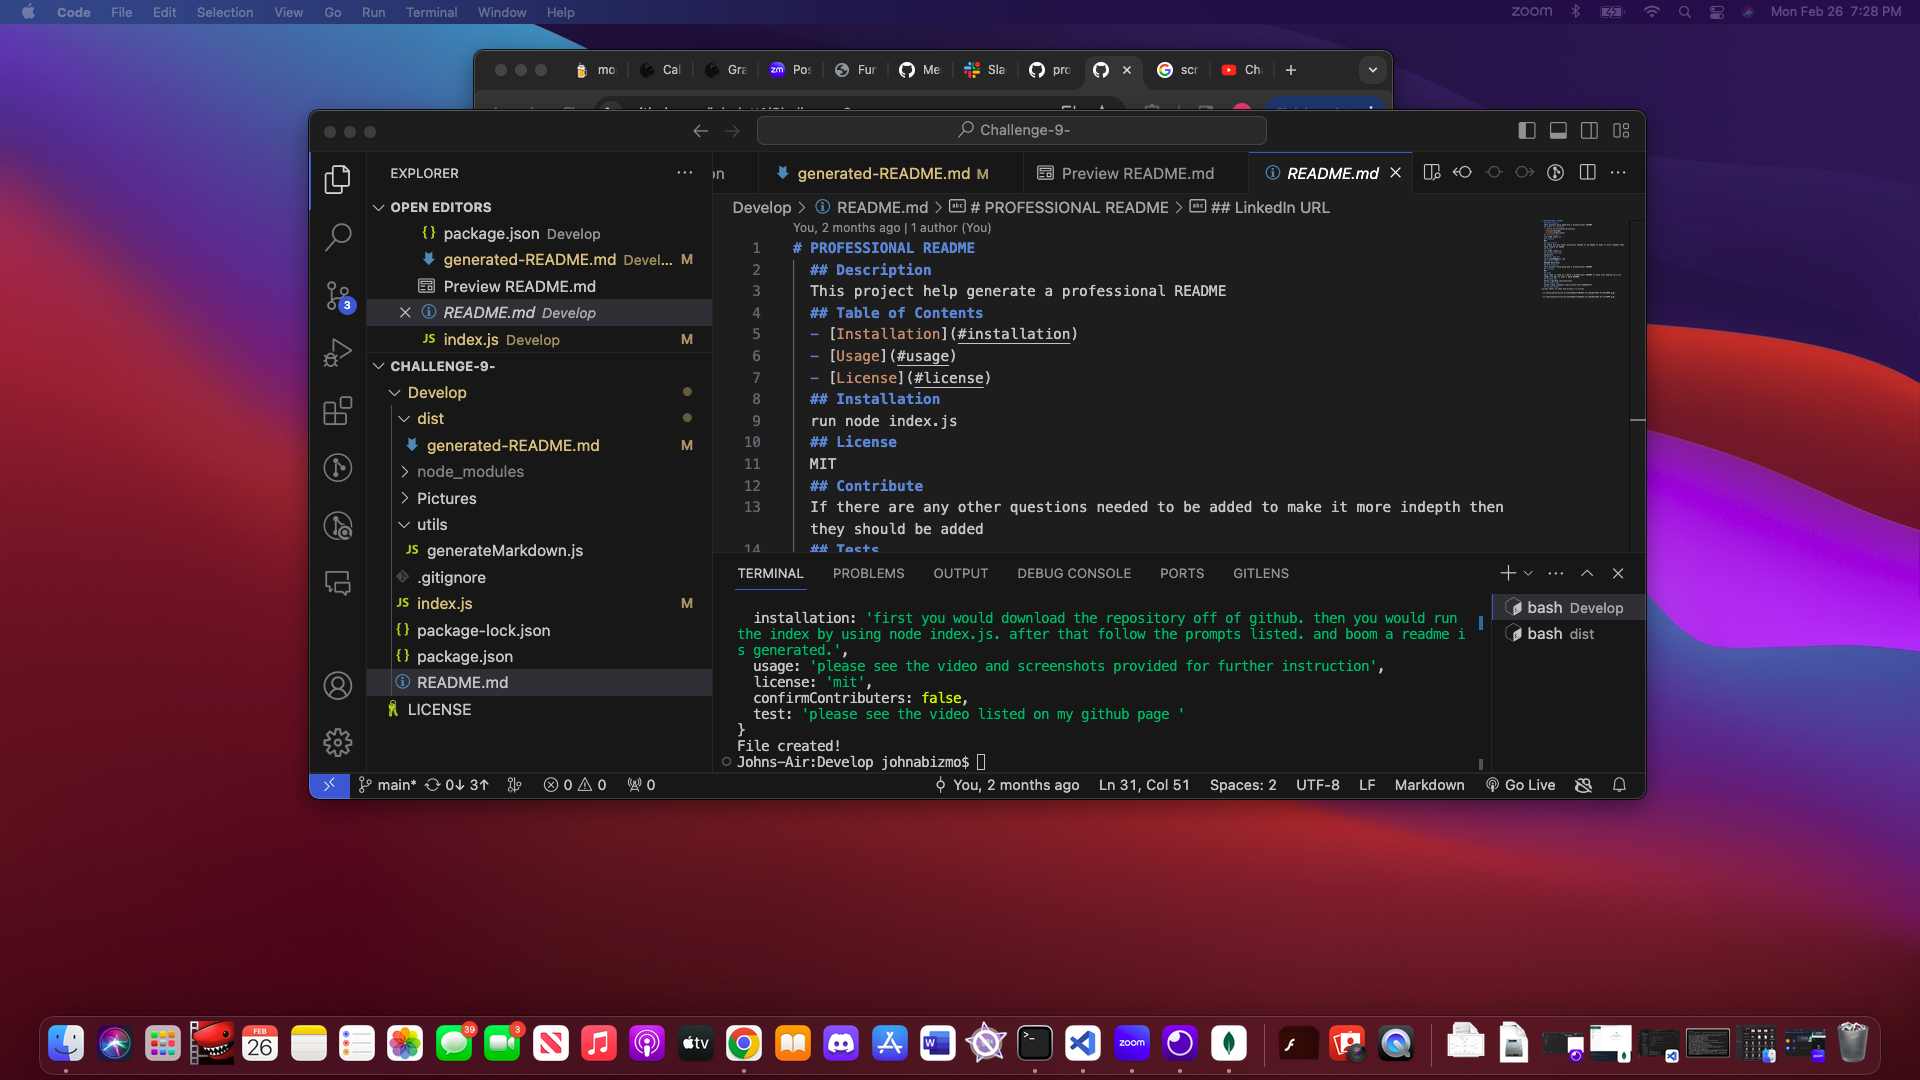 Code File Edit Selection View Go Run Terminal Window Help
zoom Mon Feb 26 7:28 PM
mo Cal Gra Pos Fur Me Sla pro scr Ch
Challenge-9-
EXPLORER
OPEN EDITORS
package.json Develop
generated-README.md Devel... M
Preview README.md
README.md Develop
index.js Develop M
CHALLENGE-9-
Develop
dist
generated-README.md M
node_modules
Pictures
utils
JS generateMarkdown.js
.gitignore
JS index.js M
package-lock.json
package.json
README.md
LICENSE
3
on generated-README.md M Preview README.md README.md
Develop > README.md > # PROFESSIONAL README > ## LinkedIn URL
You, 2 months ago | 1 author (You)
1 # PROFESSIONAL README
2 ## Description
3 This project help generate a professional README
4 ## Table of Contents
5 - [Installation](#installation)
6 - [Usage](#usage)
7 - [License](#license)
8 ## Installation
9 run node index.js
10 ## License
11 MIT
12 ## Contribute
13 If there are any other questions needed to be added to make it more indepth then
they should be added
14 ## Tests
TERMINAL PROBLEMS OUTPUT DEBUG CONSOLE PORTS GITLENS
installation: 'first you would download the repository off of github. then you would run
the index by using node index.js. after that follow the prompts listed. and boom a readme i
s generated.',
usage: 'please see the video and screenshots provided for further instruction',
license: 'mit',
confirmContributers: false,
test: 'please see the video listed on my github page '
}
File created!
Johns-Air:Develop johnabizmo$
bash Develop
bash dist
main* 0↓ 3↑ 0 0 0 You, 2 months ago Ln 31, Col 51 Spaces: 2 UTF-8 LF Markdown Go Live
FEB
26
39
3
tv
zoom